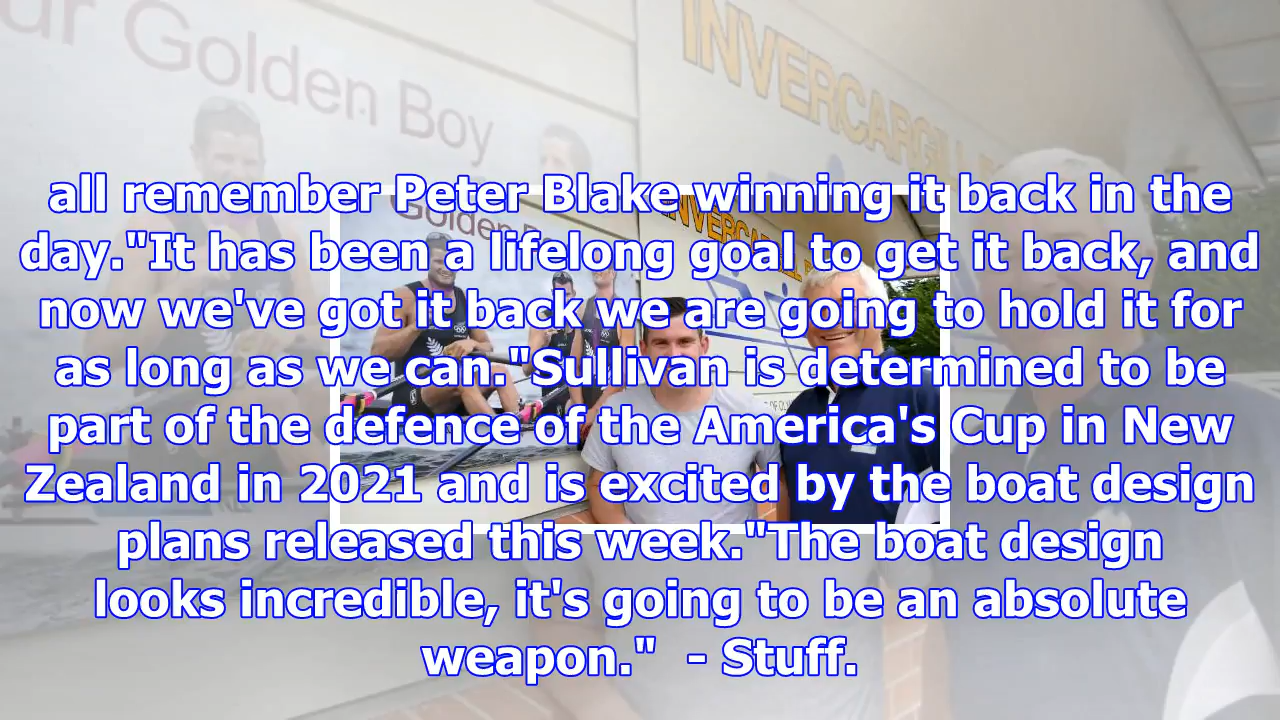 ur Golden Boy
INVERCARGILL
all remember Peter Blake winning it back in the
day."It has been a lifelong goal to get it back, and
now we've got it back we are going to hold it for
as long as we can."Sullivan is determined to be
part of the defence of the America's Cup in New
Zealand in 2021 and is excited by the boat design
plans released this week."The boat design
looks incredible, it's going to be an absolute
weapon."  - Stuff.